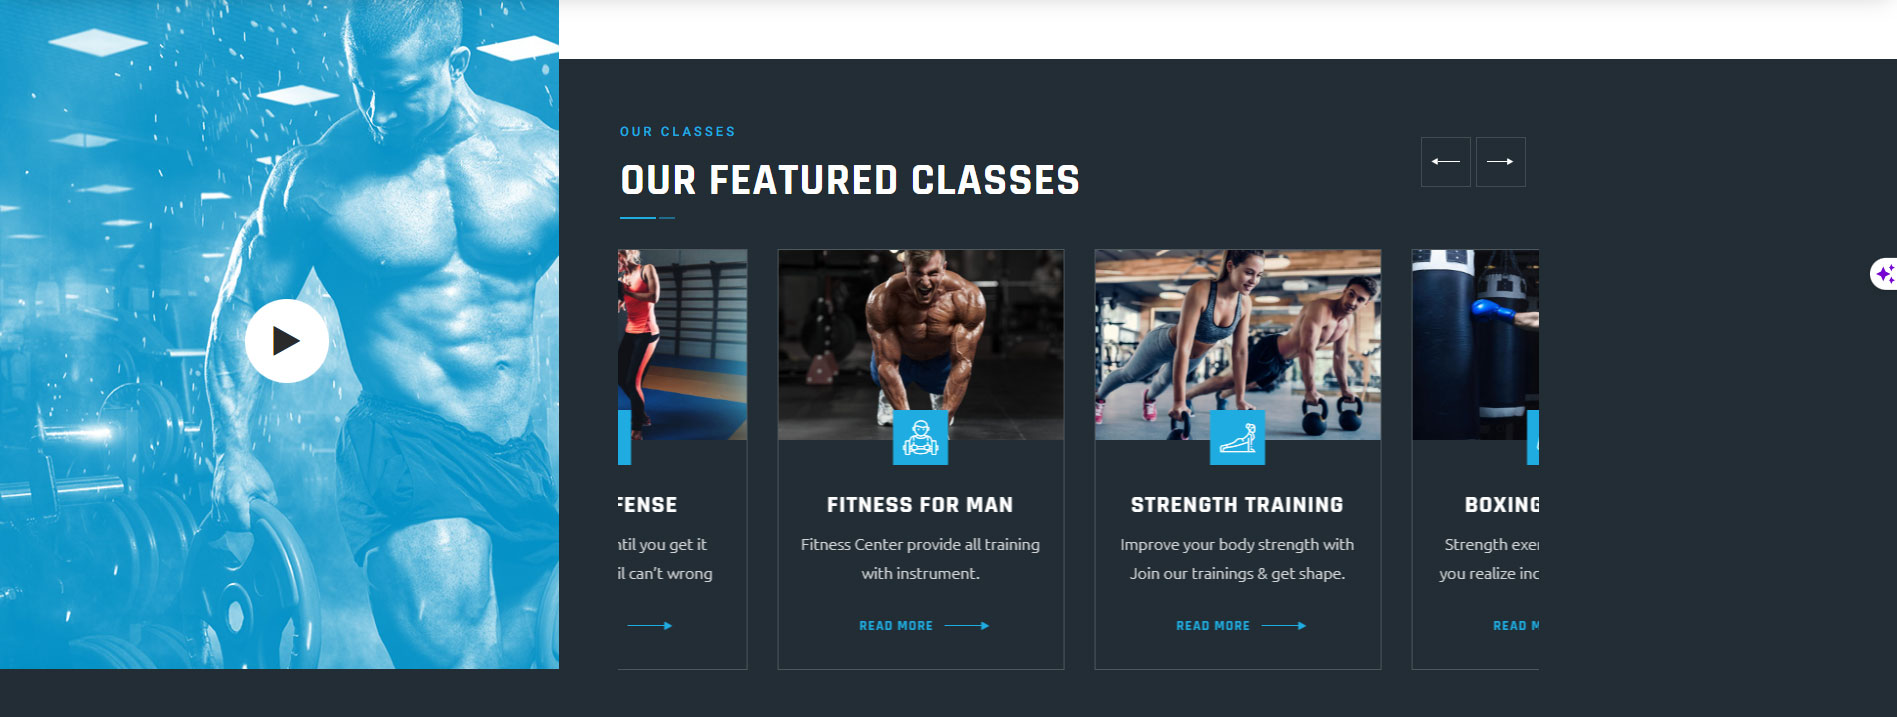 OUR CLASSES
OUR FEATURED CLASSES
FENSE
ntil you get it
il can't wrong
FITNESS FOR MAN
Fitness Center provide all training
with instrument.
READ MORE
STRENGTH TRAINING
Improve your body strength with
Join our trainings & get shape.
READ MORE
BOXING
Strength exer
you realize inc
READ M